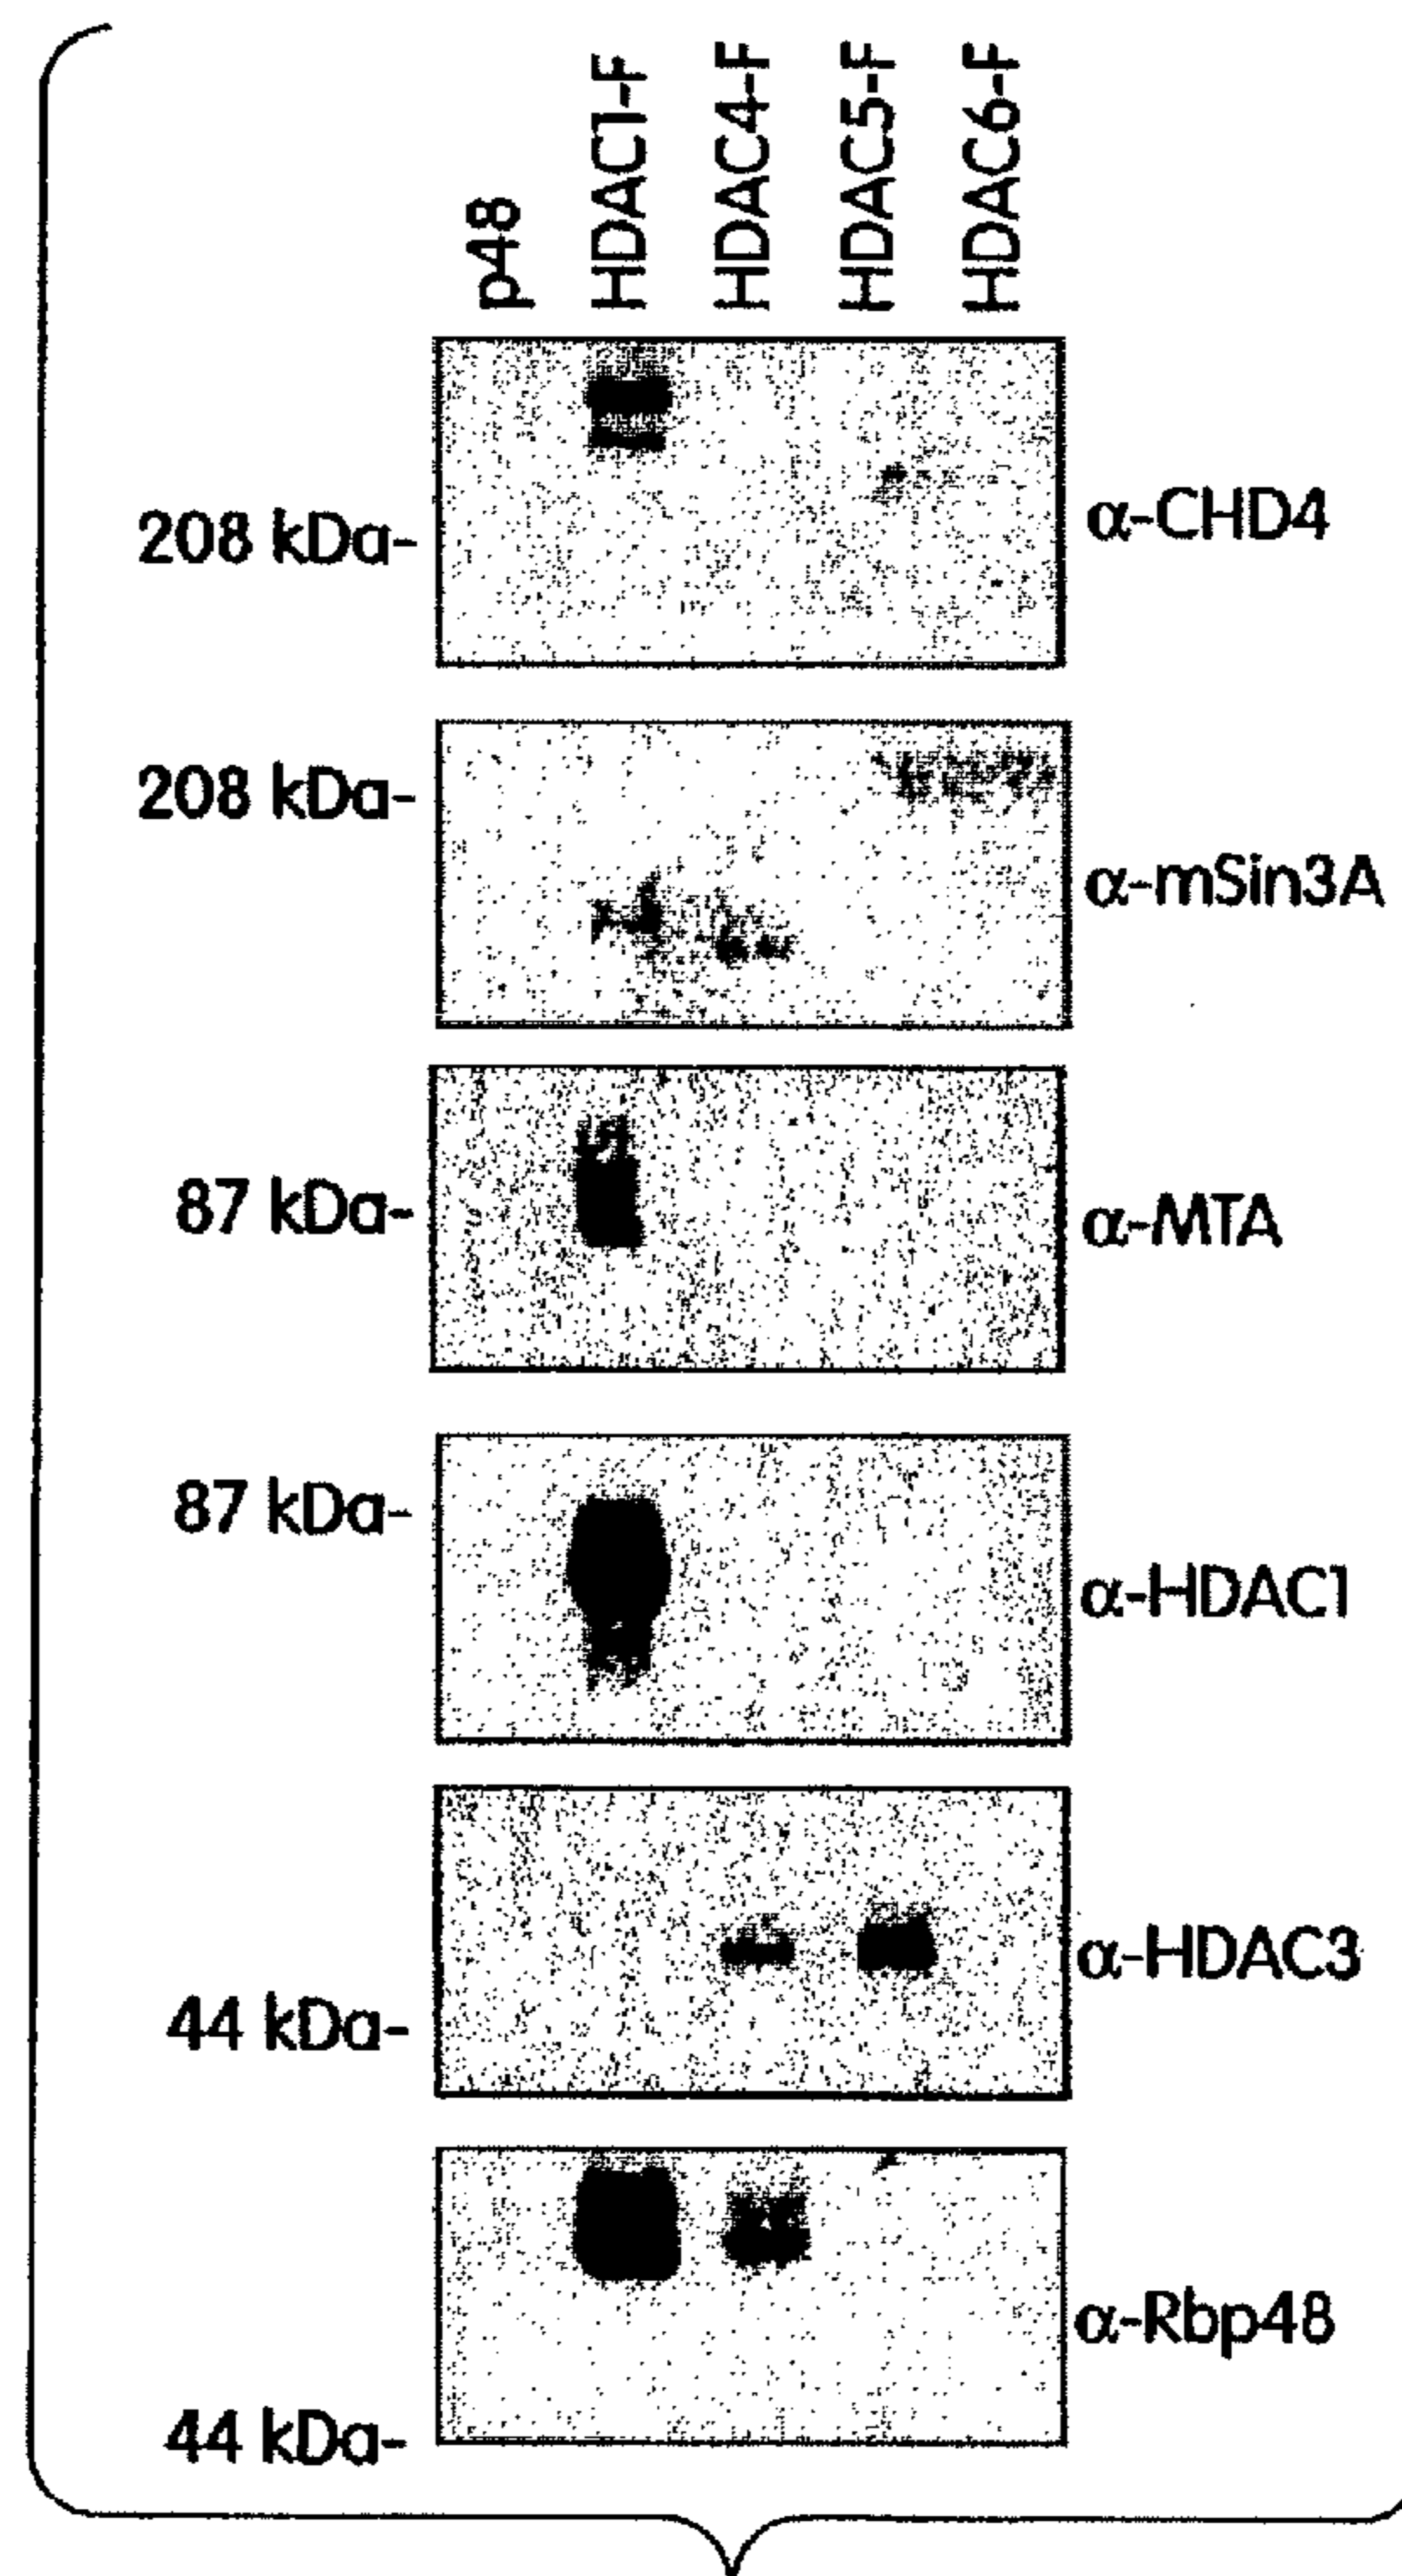 p48
HDAC1-F
HDAC4-F
HDAC5-F
HDAC6-F
208 kDa-
α-CHD4
208 kDa-
α-mSin3A
87 kDa-
α-MTA
87 kDa-
α-HDAC1
α-HDAC3
44 kDa-
α-Rbp48
44 kDa-